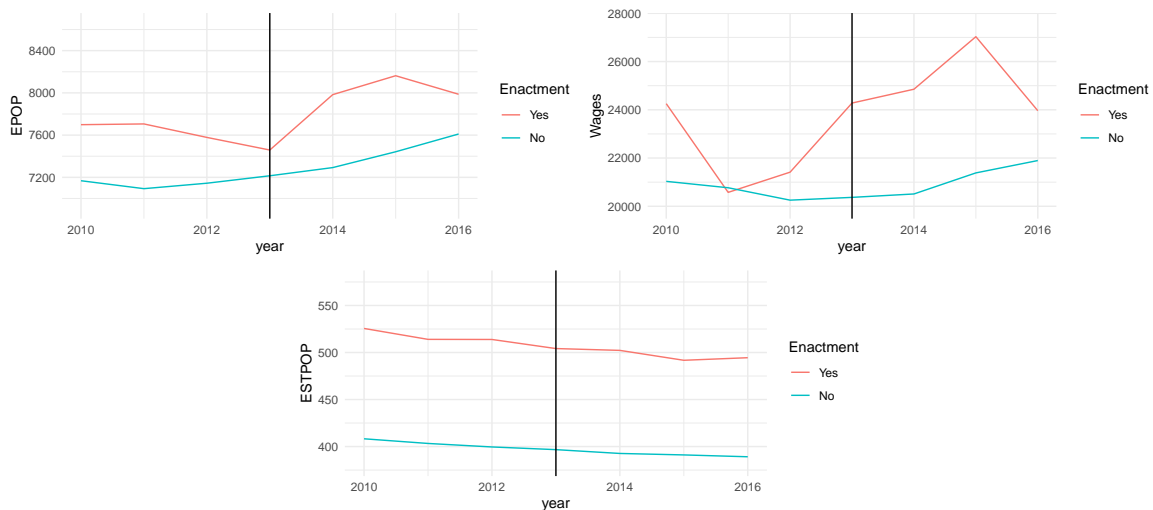 8400
8000
7600
7200
EPOP
2010
2012
2014
2016
year
Enactment
Yes
No
28000
26000
24000
22000
20000
Wages
2010
2012
2014
2016
year
Enactment
Yes
No
550
500
450
400
ESTPOP
2010
2012
2014
2016
year
Enactment
Yes
No